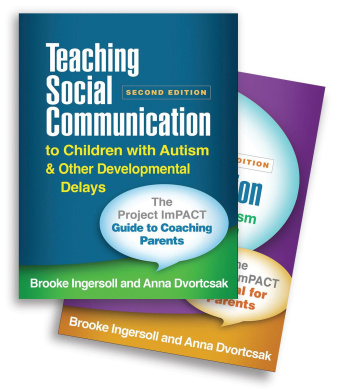 Teaching
Social
SECOND EDITION
Communication
to Children with Autism
& Other Developmental
Delays
The
Project ImPACT
Guide to Coaching
Parents
Brooke Ingersoll and Anna Dvortcsak
EDITION
Parents
Brooke Ingersoll and Anna Dvortcsak